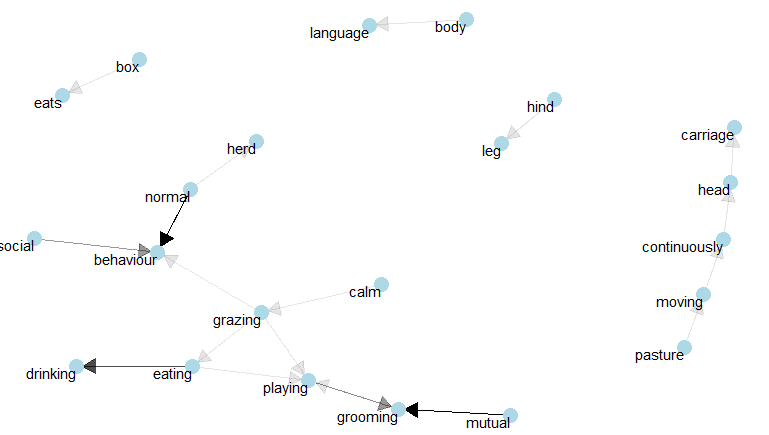 language
body
box
eats
hind
carriage
herd
leg
head
normal
social
continuously
behaviour
calm
moving
grazing
pasture
drinking
eating
playing
grooming
mutual